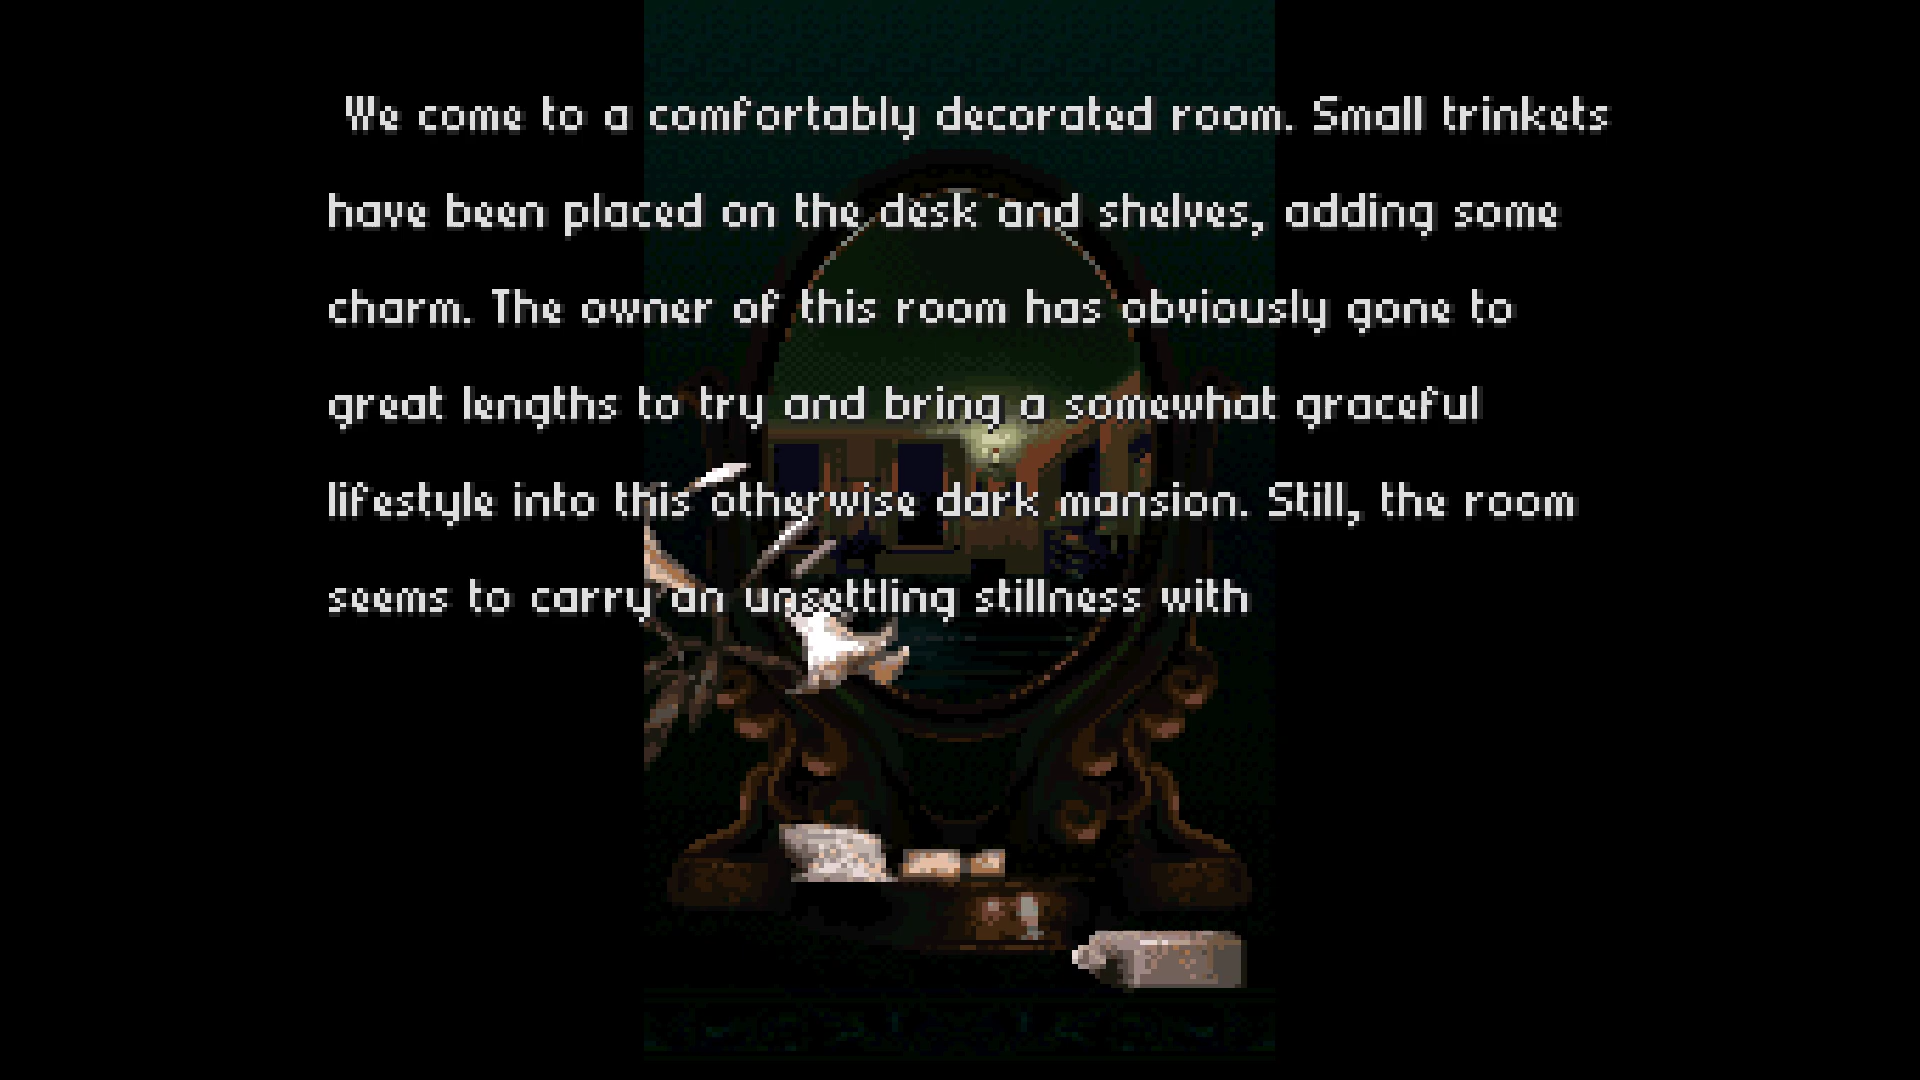 We come to a comfortably decorated room. Small trinkets
have been placed on the desk and shelves, adding some
charm. The owner of this room has obviously gone to
great lengths to try and bring a somewhat graceful
lifestyle into this otherwise dark mansion. Still, the room
seems to carry an unsettling stillness with